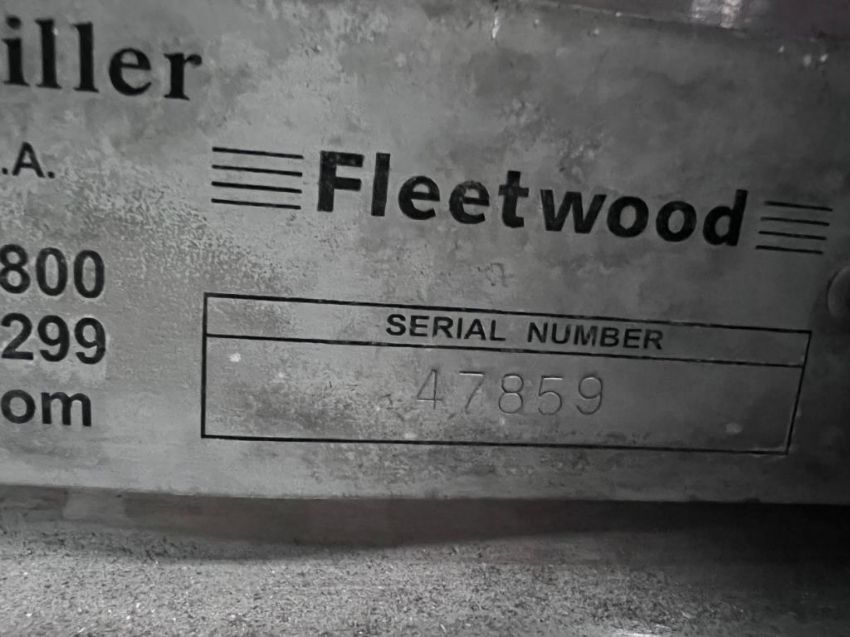 iller
.A.
Fleetwood
800
299
SERIAL NUMBER
om
47859